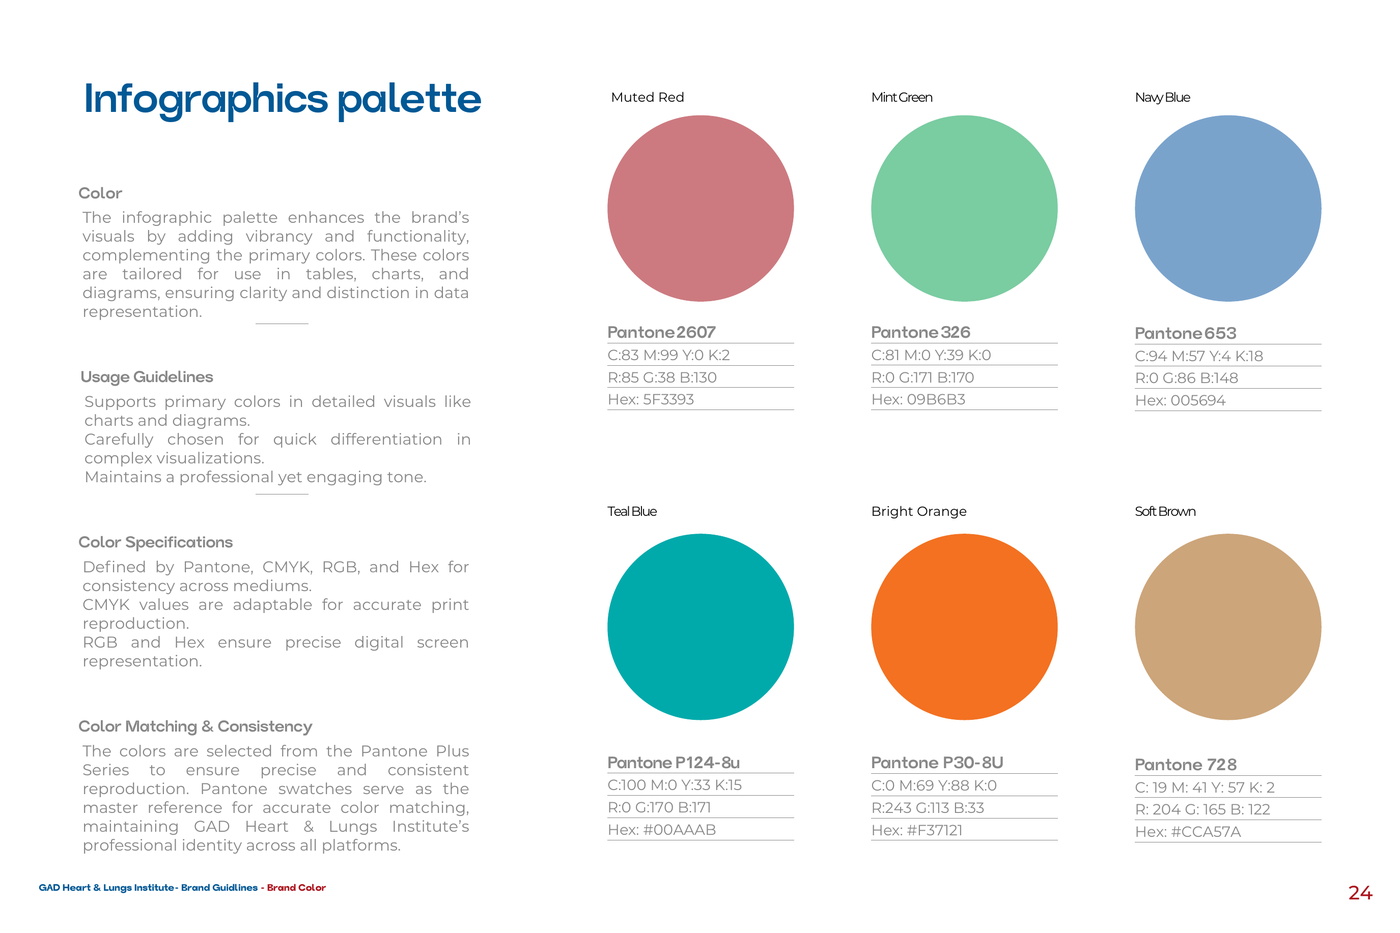 Infographics palette
Color
The infographic palette enhances the brand’s
visuals by adding vibrancy and functionality,
complementing the primary colors. These colors
are tailored for use in tables, charts, and
diagrams, ensuring clarity and distinction in data
representation.
Usage Guidelines
Supports primary colors in detailed visuals like
charts and diagrams.
Carefully chosen for quick differentiation in
complex visualizations.
Maintains a professional yet engaging tone.
Color Specifications
Defined by Pantone, CMYK, RGB, and Hex for
consistency across mediums.
CMYK values are adaptable for accurate print
reproduction.
RGB and Hex ensure precise digital screen
representation.
Color Matching & Consistency
The colors are selected from the Pantone Plus
Series to ensure precise and consistent
reproduction. Pantone swatches serve as the
master reference for accurate color matching,
maintaining GAD Heart & Lungs Institute’s
professional identity across all platforms.
Muted Red
Pantone 2607
C:83 M:99 Y:0 K:2
R:85 G:38 B:130
Hex: 5F3393
Mint Green
Pantone 326
C:81 M:0 Y:39 K:0
R:0 G:171 B:170
Hex: 09B6B3
Navy Blue
Pantone 653
C:94 M:57 Y:4 K:18
R:0 G:86 B:148
Hex: 005694
Teal Blue
Pantone P124-8u
C:100 M:0 Y:33 K:15
R:0 G:170 B:171
Hex: #00AAAB
Bright Orange
Pantone P30-8U
C:0 M:69 Y:88 K:0
R:243 G:113 B:33
Hex: #F37121
Soft Brown
Pantone 728
C: 19 M: 41 Y: 57 K: 2
R: 204 G: 165 B: 122
Hex: #CCA57A
GAD Heart & Lungs Institute - Brand Guidlines - Brand Color
24